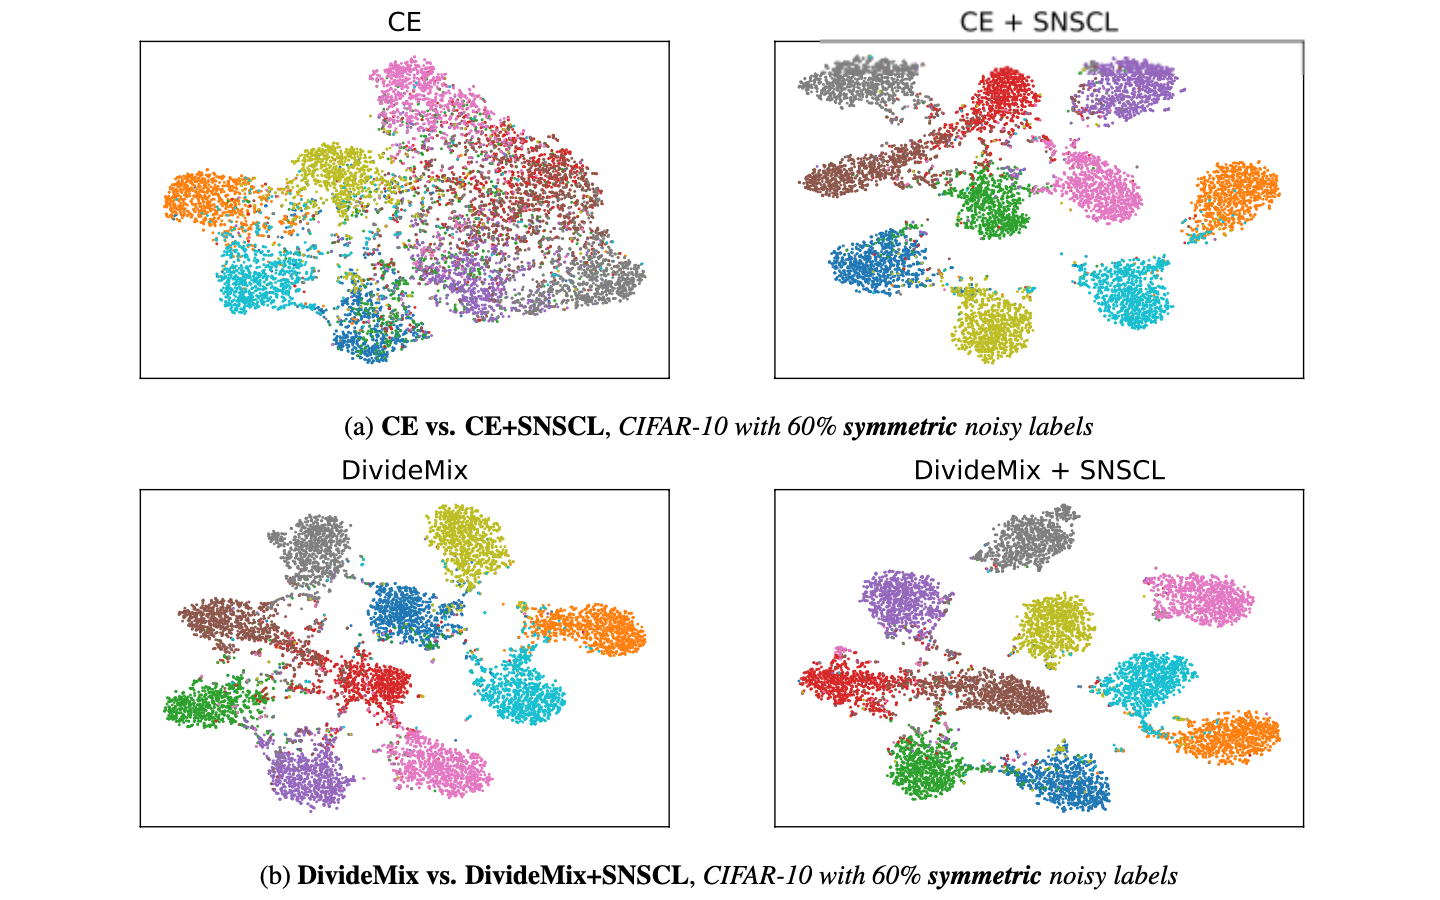 CE
CE + SNSCL
(a) CE vs. CE+SNSCL, CIFAR-10 with 60% symmetric noisy labels
DivideMix
DivideMix + SNSCL
(b) DivideMix vs. DivideMix+SNSCL, CIFAR-10 with 60% symmetric noisy labels